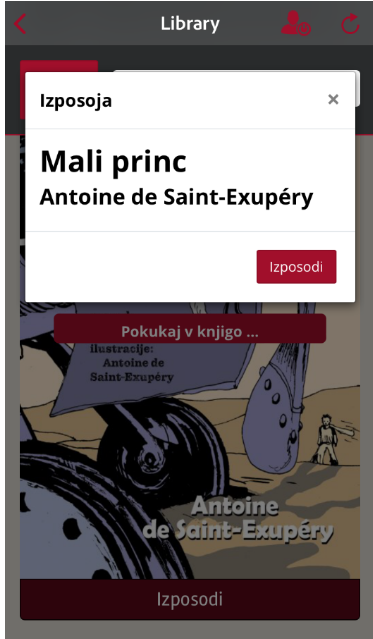 Library
Izposoja
×
Mali princ
Antoine de Saint-Exupéry
Izposodi
Pokukaj v knjigo ...
Ilustracije:
Antoine de
Saint-Exupéry
Antoine
de Saint-Exupéry
Izposodi